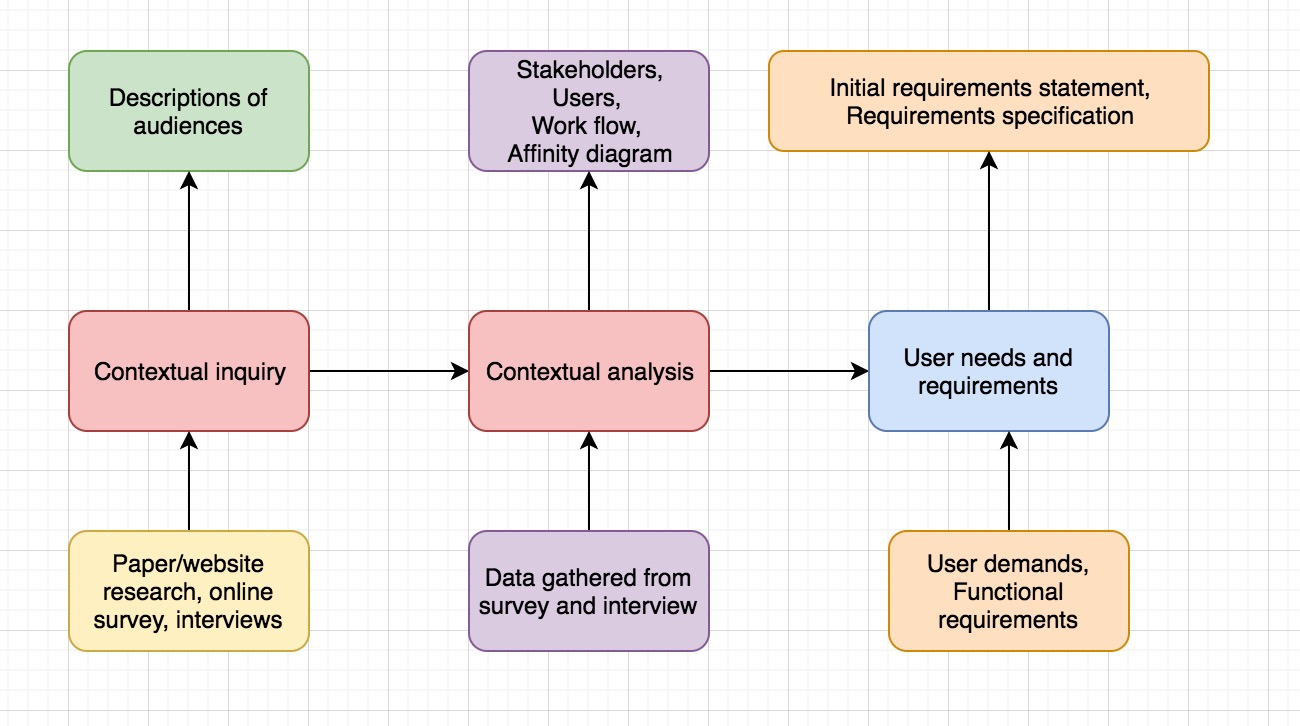 Descriptions of
audiences
Stakeholders,
Users,
Work flow,
Affinity diagram
Initial requirements statement,
Requirements specification
Contextual inquiry
Contextual analysis
User needs and
requirements
Paper/website
research, online
survey, interviews
Data gathered from
survey and interview
User demands,
Functional
requirements